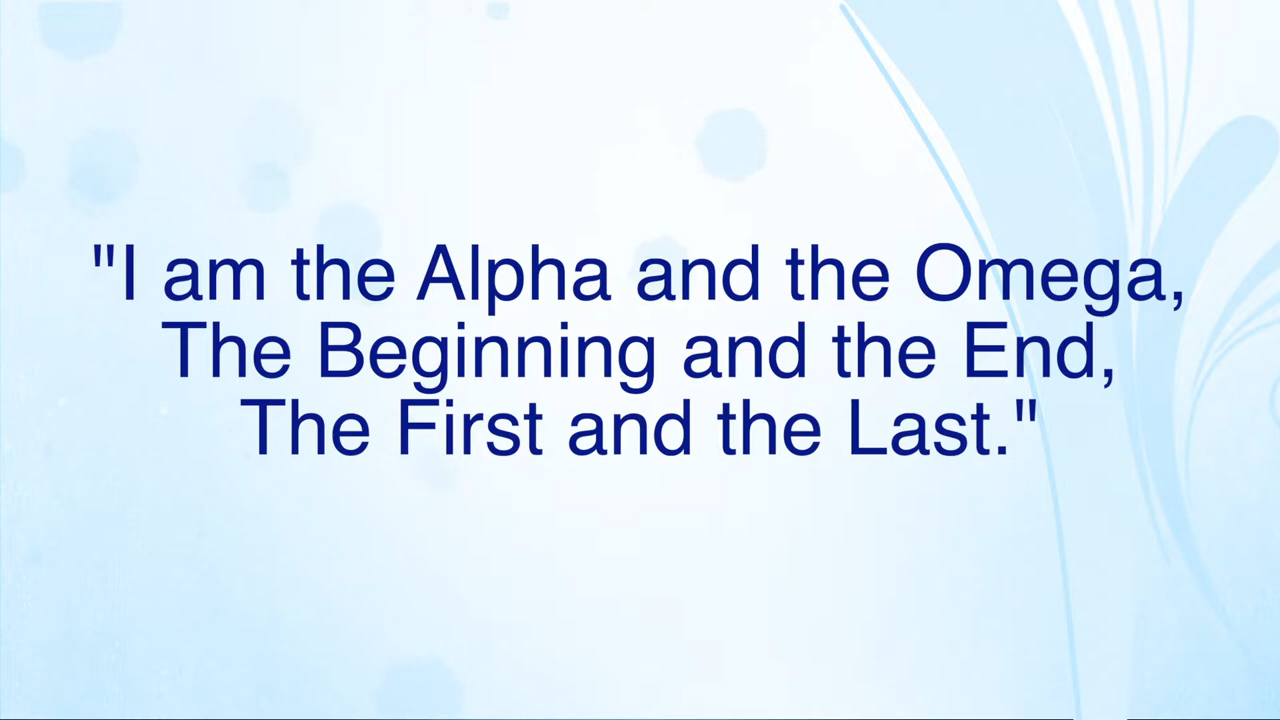 "I am the Alpha and the Omega,
The Beginning and the End,
The First and the Last."